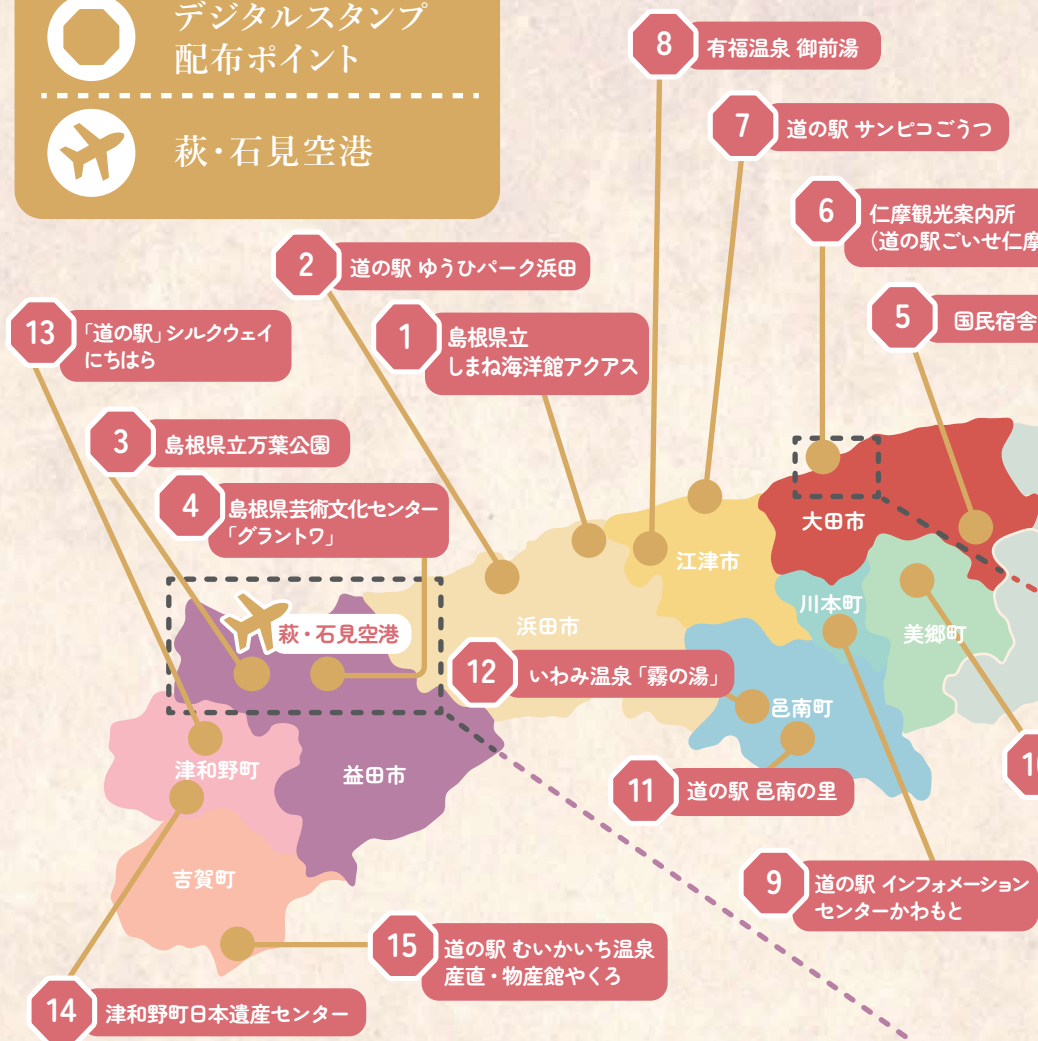 デジタルスタンプ
配布ポイント
萩・石見空港
8 有福温泉 御前湯
7 道の駅 サンピコごうつ
6 仁摩観光案内所
（道の駅ごいせ仁摩
2 道の駅 ゆうひパーク浜田
5 国民宿舎
13 「道の駅」シルクウェイ
にちはら
1 島根県立
しまね海洋館アクアス
3 島根県立万葉公園
4 島根県芸術文化センター
「グラントワ」
大田市
江津市
川本町
浜田市
萩・石見空港
美郷町
12 いわみ温泉「霧の湯」
邑南町
津和野町
益田市
10
11 道の駅 邑南の里
吉賀町
9 道の駅 インフォメーション
センターかわもと
15 道の駅 むいかいち温泉
産直・物産館やくろ
14 津和野町日本遺産センター